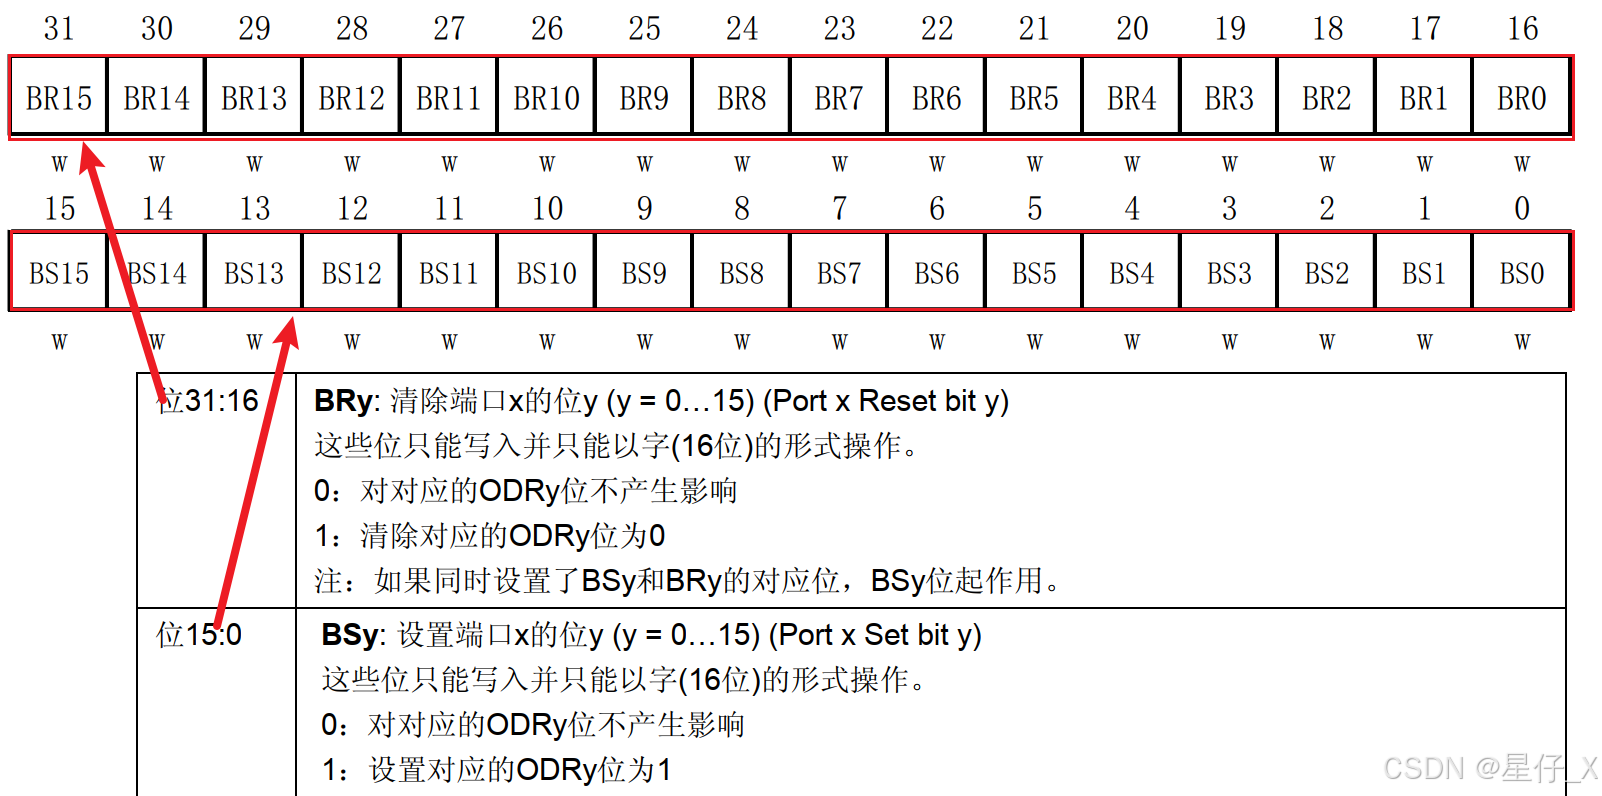 31 30 29 28 27 26 25 24 23 22 21 20 19 18 17 16
BR15 BR14 BR13 BR12 BR11 BR10 BR9 BR8 BR7 BR6 BR5 BR4 BR3 BR2 BR1 BR0
w w w w w w w w w w w w w w w w
15 14 13 12 11 10 9 8 7 6 5 4 3 2 1 0
BS15 BS14 BS13 BS12 BS11 BS10 BS9 BS8 BS7 BS6 BS5 BS4 BS3 BS2 BS1 BS0
w w w w w w w w w w w w w w w w
位31:16 BRy: 清除端口x的位y (y = 0…15) (Port x Reset bit y)
这些位只能写入并只能以字(16位)的形式操作。
0：对对应的ODRy位不产生影响
1：清除对应的ODRy位为0
注：如果同时设置了BSy和BRy的对应位，BSy位起作用。
位15:0 BSy: 设置端口x的位y (y = 0…15) (Port x Set bit y)
这些位只能写入并只能以字(16位)的形式操作。
0：对对应的ODRy位不产生影响
1：设置对应的ODRy位为1
CSDN @星仔_X